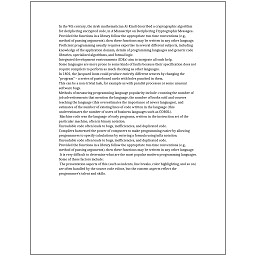 In the 9th century, the Arab mathematician Al-Kindi described a cryptographic algorithm
for deciphering encrypted code, in A Manuscript on Deciphering Cryptographic Messages.
Provided the functions in a library follow the appropriate run-time conventions (e.g.,
method of passing arguments), then these functions may be written in any other language.
Proficient programming usually requires expertise in several different subjects, including
knowledge of the application domain, details of programming languages and generic code
libraries, specialized algorithms, and formal logic.
Integrated development environments (IDEs) aim to integrate all such help.
Some languages are more prone to some kinds of faults because their specification does not
require compilers to perform as much checking as other languages.
In 1801, the Jacquard loom could produce entirely different weaves by changing the
"program" – a series of pasteboard cards with holes punched in them.
This can be a non-trivial task, for example as with parallel processes or some unusual
software bugs.
Methods of measuring programming language popularity include: counting the number of
job advertisements that mention the language, the number of books sold and courses
teaching the language (this overestimates the importance of newer languages), and
estimates of the number of existing lines of code written in the language (this
underestimates the number of users of business languages such as COBOL).
Machine code was the language of early programs, written in the instruction set of the
particular machine, often in binary notation.
Unreadable code often leads to bugs, inefficiencies, and duplicated code.
Compilers harnessed the power of computers to make programming easier by allowing
programmers to specify calculations by entering a formula using infix notation.
Unreadable code often leads to bugs, inefficiencies, and duplicated code.
Provided the functions in a library follow the appropriate run-time conventions (e.g.,
method of passing arguments), then these functions may be written in any other language.
It is very difficult to determine what are the most popular modern programming languages.
Some of these factors include:
The presentation aspects of this (such as indents, line breaks, color highlighting, and so on)
are often handled by the source code editor, but the content aspects reflect the
programmer's talent and skills.